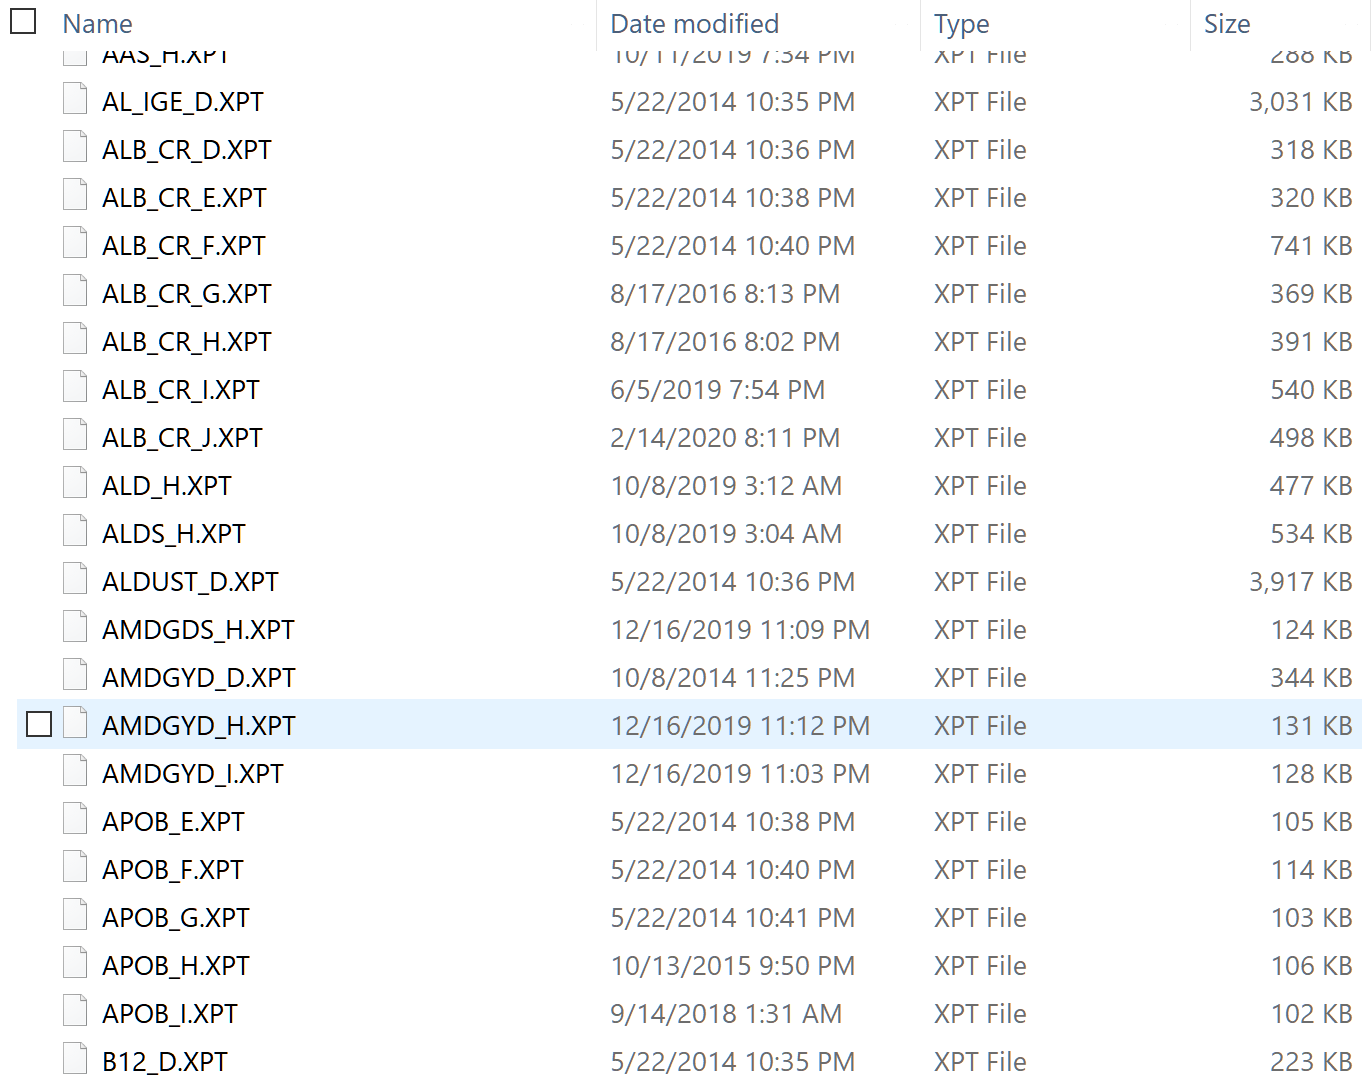 Name Date modified Type Size
AAS_H.XPT 10/11/2019 7:54 PM XPT File 288 KB
AL_IGE_D.XPT 5/22/2014 10:35 PM XPT File 3,031 KB
ALB_CR_D.XPT 5/22/2014 10:36 PM XPT File 318 KB
ALB_CR_E.XPT 5/22/2014 10:38 PM XPT File 320 KB
ALB_CR_F.XPT 5/22/2014 10:40 PM XPT File 741 KB
ALB_CR_G.XPT 8/17/2016 8:13 PM XPT File 369 KB
ALB_CR_H.XPT 8/17/2016 8:02 PM XPT File 391 KB
ALB_CR_I.XPT 6/5/2019 7:54 PM XPT File 540 KB
ALB_CR_J.XPT 2/14/2020 8:11 PM XPT File 498 KB
ALD_H.XPT 10/8/2019 3:12 AM XPT File 477 KB
ALDS_H.XPT 10/8/2019 3:04 AM XPT File 534 KB
ALDUST_D.XPT 5/22/2014 10:36 PM XPT File 3,917 KB
AMDGDS_H.XPT 12/16/2019 11:09 PM XPT File 124 KB
AMDGYD_D.XPT 10/8/2014 11:25 PM XPT File 344 KB
AMDGYD_H.XPT 12/16/2019 11:12 PM XPT File 131 KB
AMDGYD_I.XPT 12/16/2019 11:03 PM XPT File 128 KB
APOB_E.XPT 5/22/2014 10:38 PM XPT File 105 KB
APOB_F.XPT 5/22/2014 10:40 PM XPT File 114 KB
APOB_G.XPT 5/22/2014 10:41 PM XPT File 103 KB
APOB_H.XPT 10/13/2015 9:50 PM XPT File 106 KB
APOB_I.XPT 9/14/2018 1:31 AM XPT File 102 KB
B12_D.XPT 5/22/2014 10:35 PM XPT File 223 KB